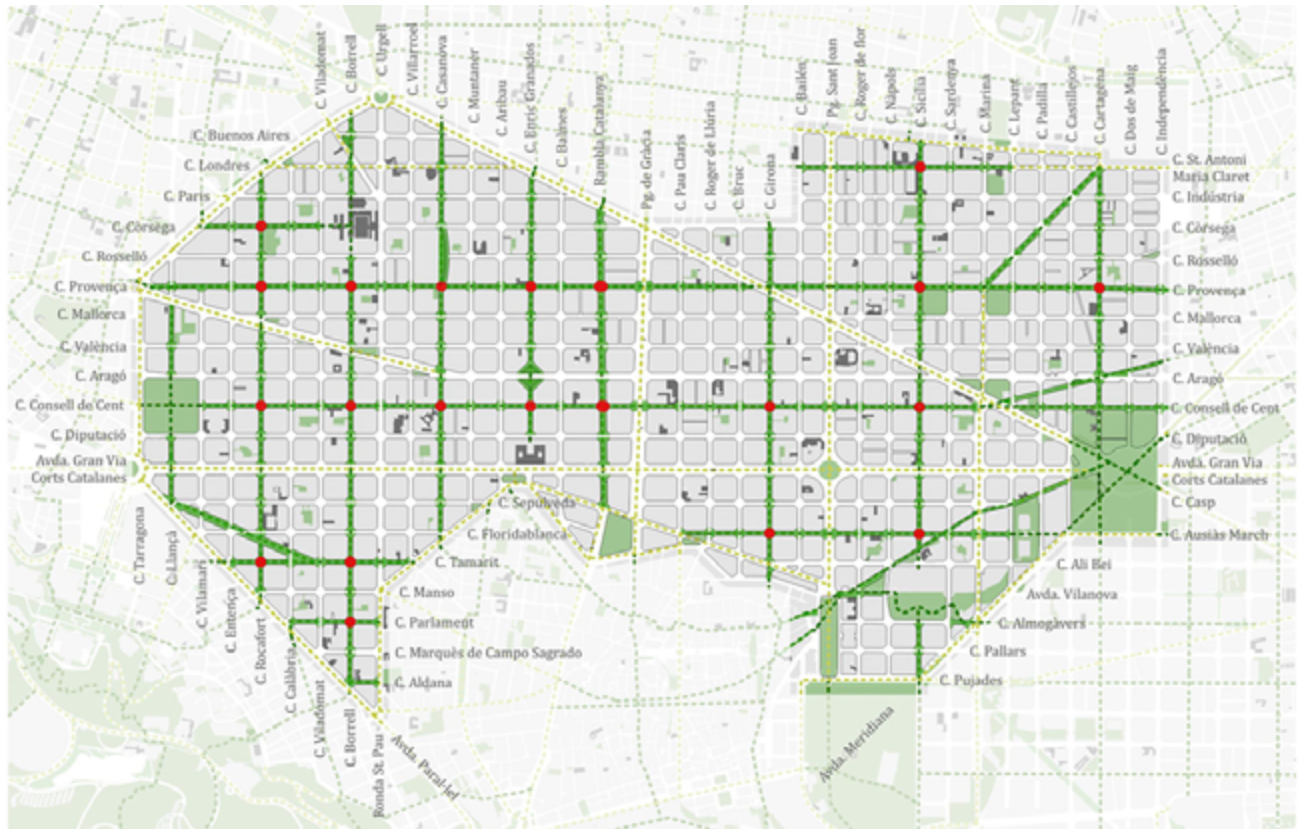 C. Viladomat
C. Borrell
C. Urgell
C. Villarroel
C. Casanova
C. Muntaner
C. Aribau
C. Enric Granados
C. Balmes
Rambla Catalunya
Pg. de Gràcia
C. Pau Claris
C. Roger de Llúria
C. Bruc
C. Girona
C. Bailén
Pg. Sant Joan
C. Roger de flor
C. Nàpols
C. Sicília
C. Sardenya
C. Marina
C. Lepant
C. Padilla
C. Castillejos
C. Cartagena
C. Dos de Maig
C. Independència
C. Buenos Aires
C. Londres
C. Paris
C. Còrsega
C. Rosselló
C. Provença
C. Mallorca
C. València
C. Aragó
C. Consell de Cent
C. Diputació
Avda. Gran Via
Corts Catalanes
C. St. Antoni
Maria Claret
C. Indústria
C. Còrsega
C. Rosselló
C. Provença
C. Mallorca
C. València
C. Aragó
C. Consell de Cent
C. Diputació
Avda. Gran Via
Corts Catalanes
C. Casp
C. Ausiàs March
C. Ali Bei
Avda. Vilanova
C. Almogàvers
C. Pallars
C. Pujades
C. Sepúlveda
C. Floridablanca
C. Tamarit
C. Manso
C. Parlament
C. Marquès de Campo Sagrado
C. Aldana
C. Tarragona
C. Llançà
C. Vilamarí
C. Entença
C. Rocafort
C. Calàbria
C. Viladomat
C. Borrell
Ronda St. Pau
Avda. Paral·lel
Avda. Meridiana